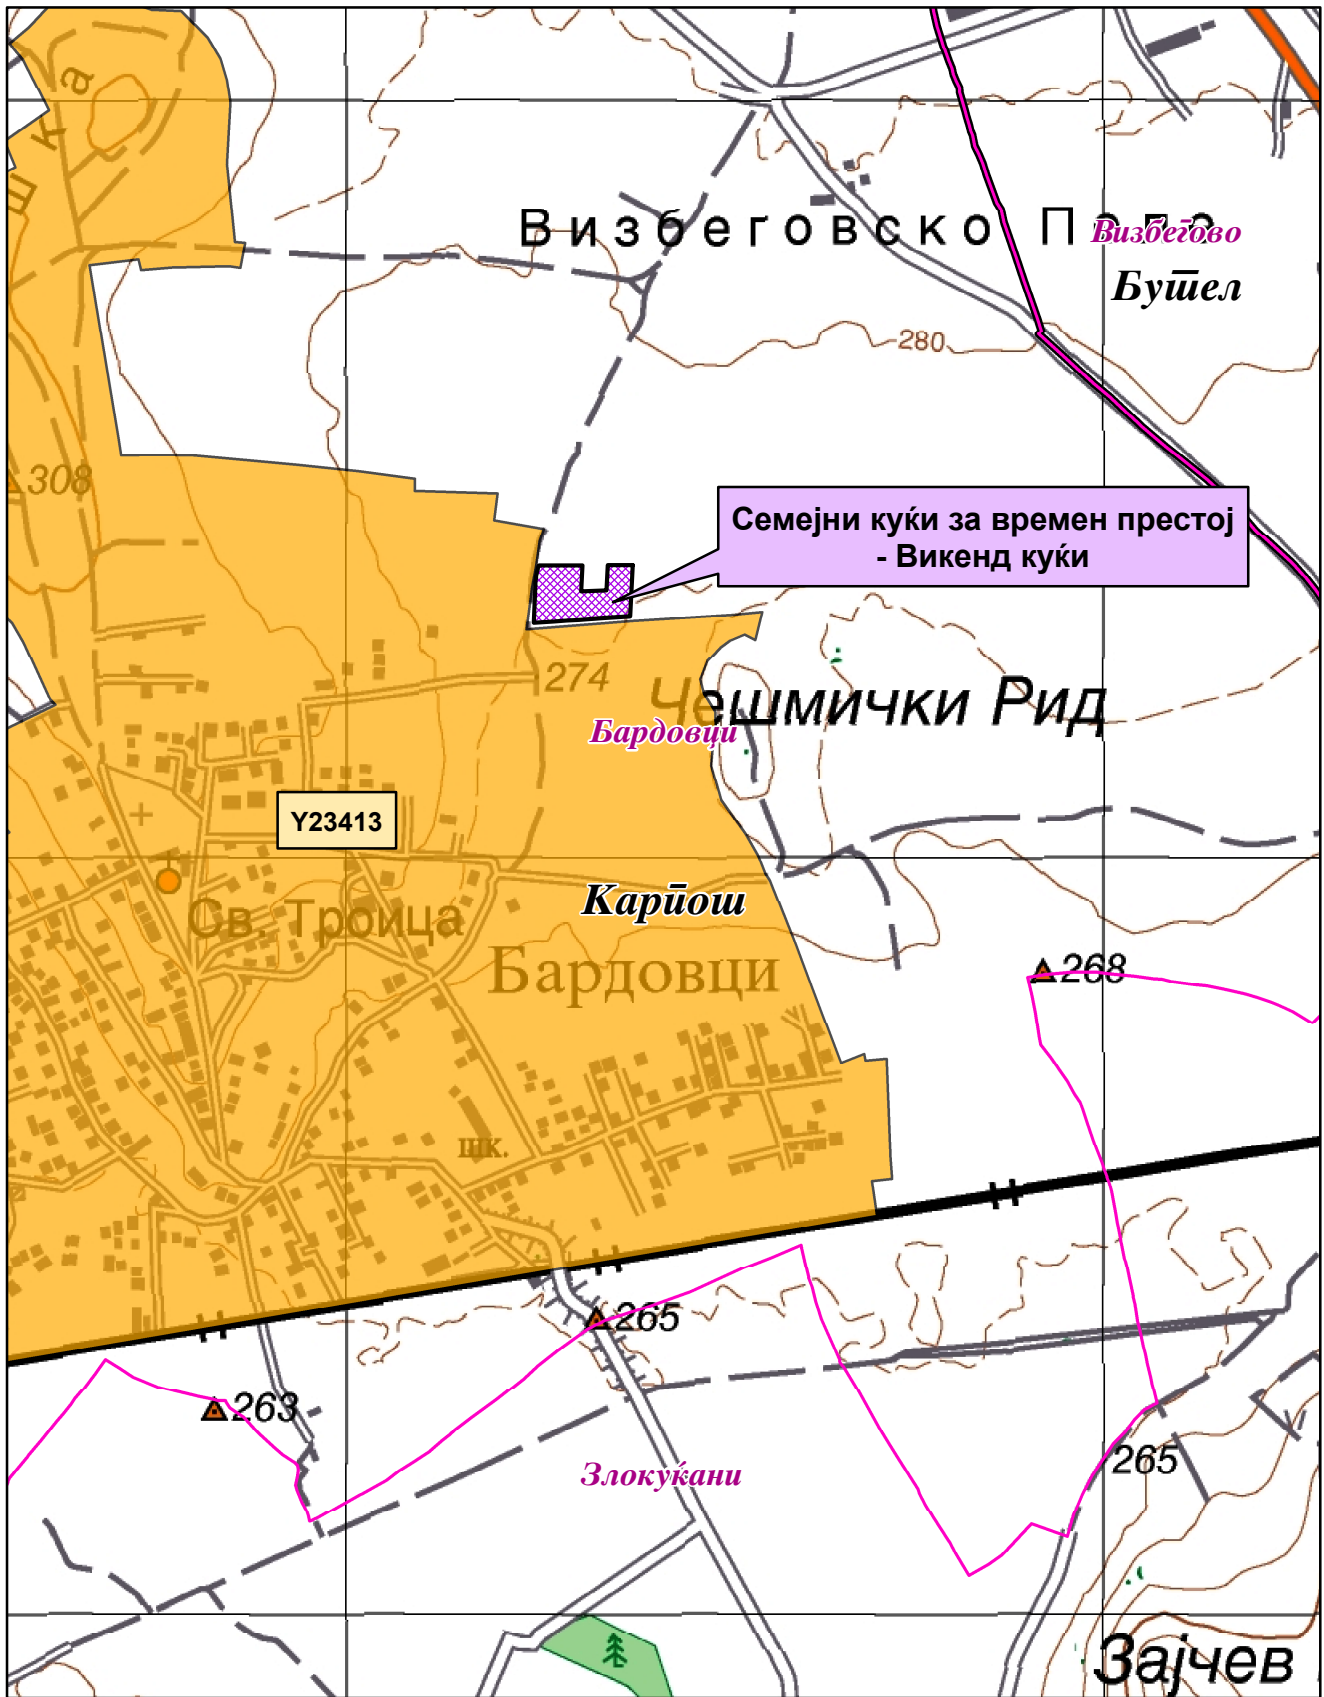 ш к а
Визбеговско Поле
Визбегово
Бутел
280
308
Семејни куќи за времен престој
- Викенд куќи
274
Чешмички Рид
Бардовци
Y23413
Карпош
Св. Троица
Бардовци
268
шк.
265
263
265
Злокуќани
Зајчев